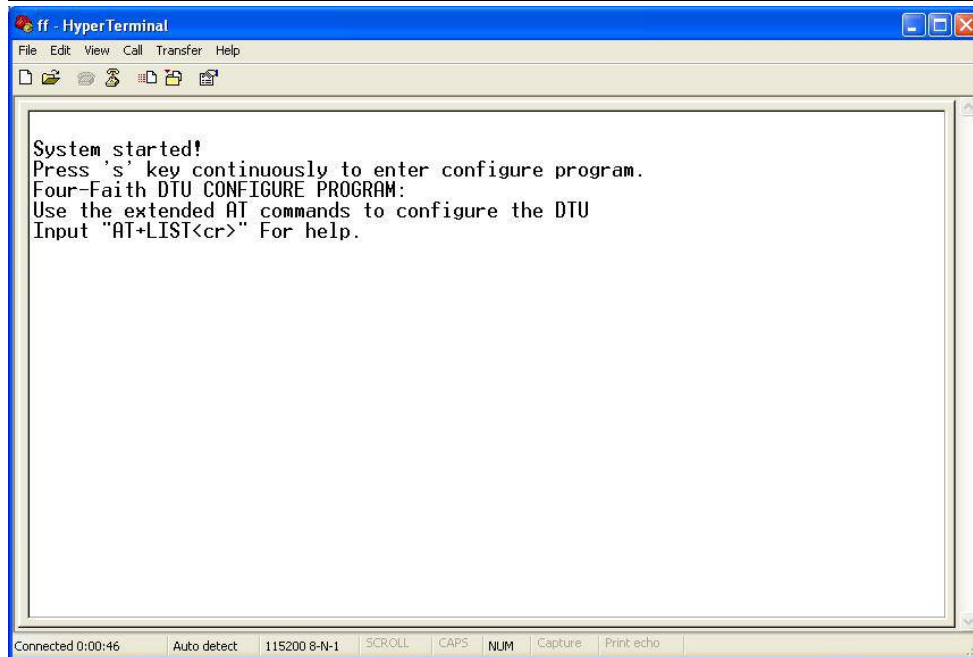 ff - HyperTerminal
File Edit View Call Transfer Help
System started!
Press 's' key continuously to enter configure program.
Four-Faith DTU CONFIGURE PROGRAM:
Use the extended AT commands to configure the DTU
Input "AT+LIST<cr>" For help.
Connected 0:00:46 Auto detect 115200 8-N-1 SCROLL CAPS NUM Capture Print echo